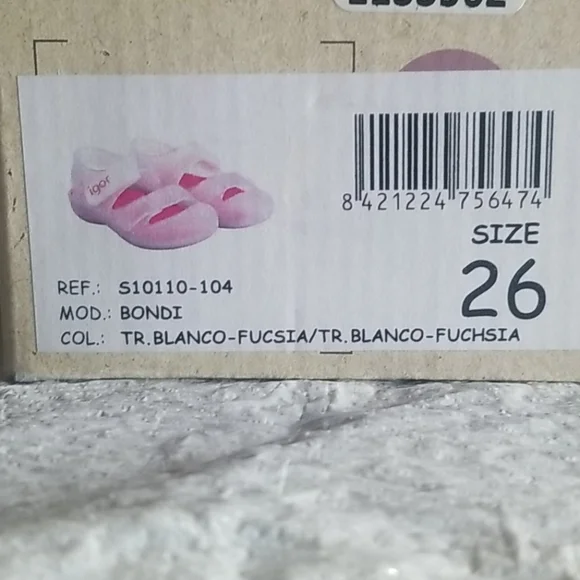 igor
8 421224 756474
SIZE
26
REF.: S10110-104
MOD.: BONDI
COL.: TR.BLANCO-FUCSIA/TR.BLANCO-FUCHSIA